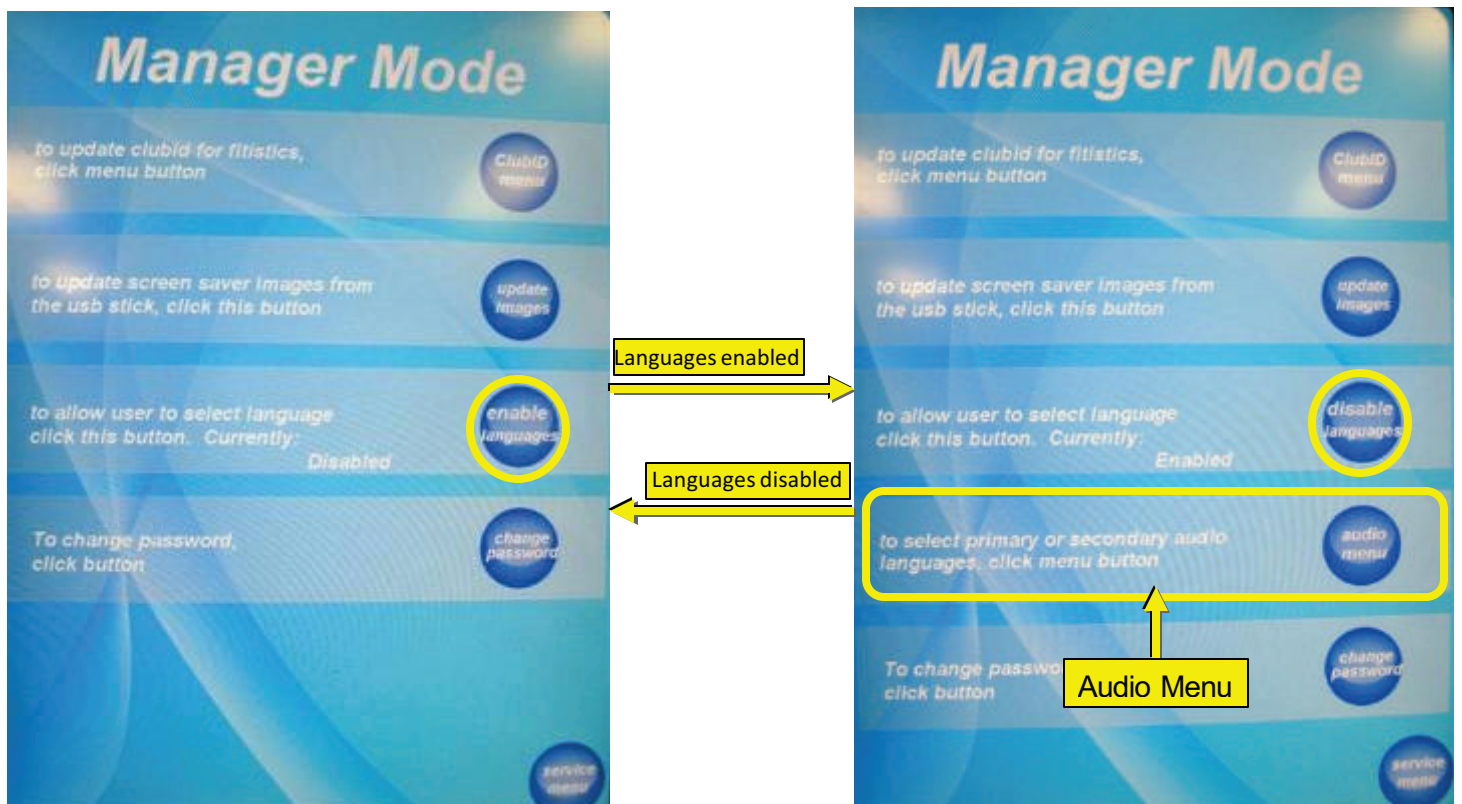 Manager Mode
to update clubid for fitistics,
click menu button
ClubID
menu
to update screen saver images from
the usb stick, click this button
update
images
to allow user to select language
click this button. Currently:
Disabled
enable
languages
To change password,
click button
change
password
service
menu
Languages enabled
Languages disabled
Manager Mode
to update clubid for fitistics,
click menu button
ClubID
menu
to update screen saver images from
the usb stick, click this button
update
images
to allow user to select language
click this button. Currently:
Enabled
disable
languages
to select primary or secondary audio
languages, click menu button
audio
menu
To change passwo
click button
change
password
Audio Menu
service
menu